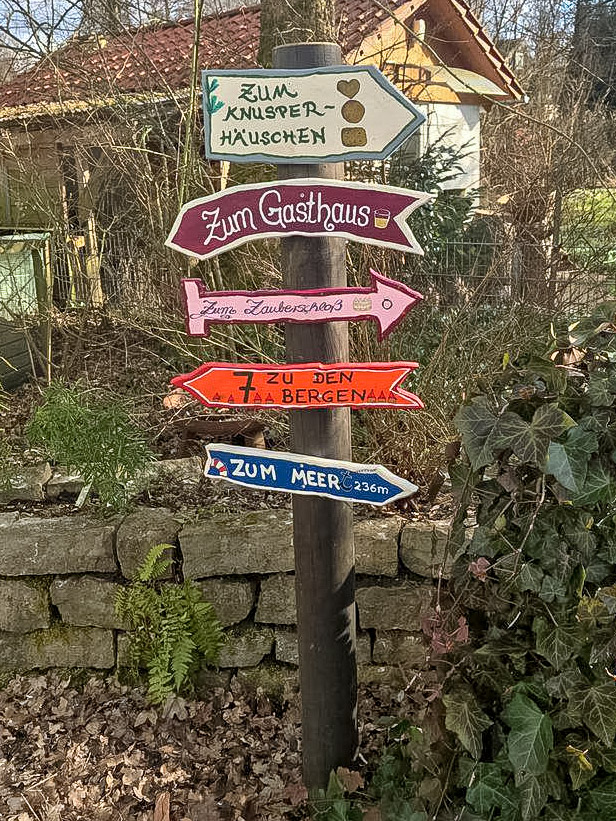 ZUM
KNUSPER-
HÄUSCHEN
Zum Gasthaus
Zum Zauberschloß
7 ZU DEN
BERGEN
ZUM MEER 236m